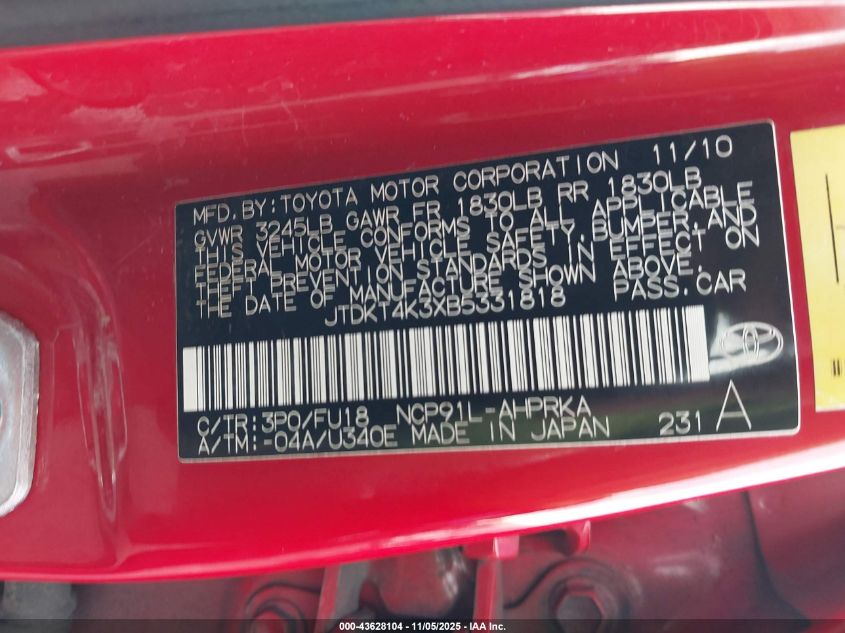 MFD. BY: TOYOTA MOTOR CORPORATION 11/10
GVWR 3245LB GAWR FR 1830LB RR 1830LB
THIS VEHICLE CONFORMS TO ALL APPLICABLE
FEDERAL MOTOR VEHICLE SAFETY, BUMPER, AND
THEFT PREVENTION STANDARDS IN EFFECT ON
THE DATE OF MANUFACTURE SHOWN ABOVE.
JTDKT4K3XB5331818 PASS. CAR
C/TR: 3P0/FU18 NCP91L-AHPRKA
A/TM: -04A/U340E MADE IN JAPAN 231 A
000-43628104 - 11/05/2025 - IAA Inc.